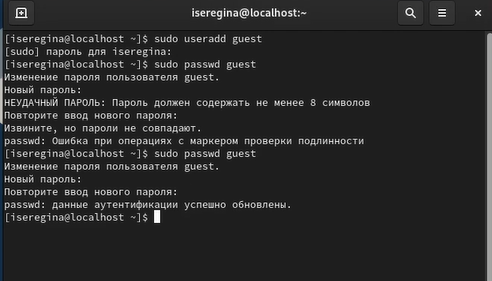 iseregina@localhost:~
[iseregina@localhost ~]$ sudo useradd guest
[sudo] пароль для iseregina:
[iseregina@localhost ~]$ sudo passwd guest
Изменение пароля пользователя guest.
Новый пароль:
НЕУДАЧНЫЙ ПАРОЛЬ: Пароль должен содержать не менее 8 символов
Повторите ввод нового пароля:
Извините, но пароли не совпадают.
passwd: Ошибка при операциях с маркером проверки подлинности
[iseregina@localhost ~]$ sudo passwd guest
Изменение пароля пользователя guest.
Новый пароль:
Повторите ввод нового пароля:
passwd: данные аутентификации успешно обновлены.
[iseregina@localhost ~]$